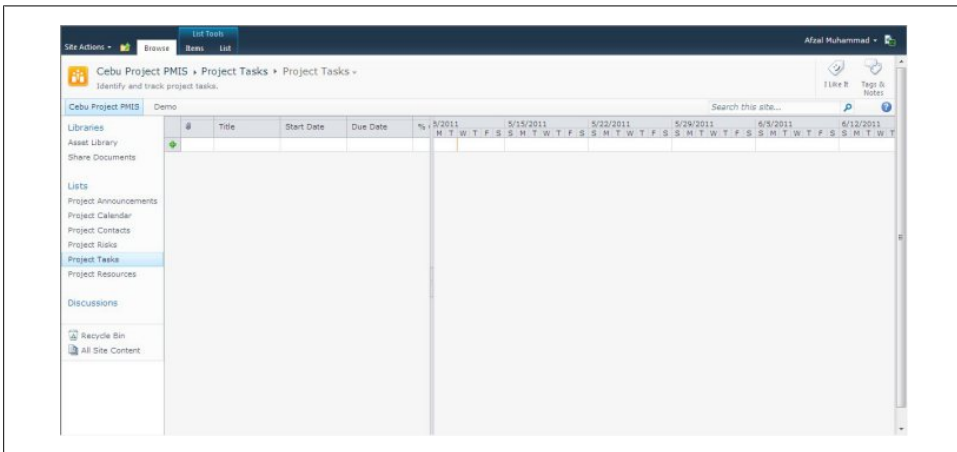 List Tools
Site Actions Browse Items List Afzal Muhammad
Cebu Project PMIS Project Tasks Project Tasks
Identify and track project tasks.
I Like It Tags & Notes
Cebu Project PMIS Demo Search this site...
Libraries
Asset Library
Share Documents
Lists
Project Announcements
Project Calendar
Project Contacts
Project Risks
Project Tasks
Project Resources
Discussions
Recycle Bin
All Site Content
Title Start Date Due Date %
/2011 5/15/2011 5/22/2011 5/29/2011 6/5/2011 6/12/2011
M T W T F S S M T W T F S S M T W T F S S M T W T F S S M T W T F S S M T W T